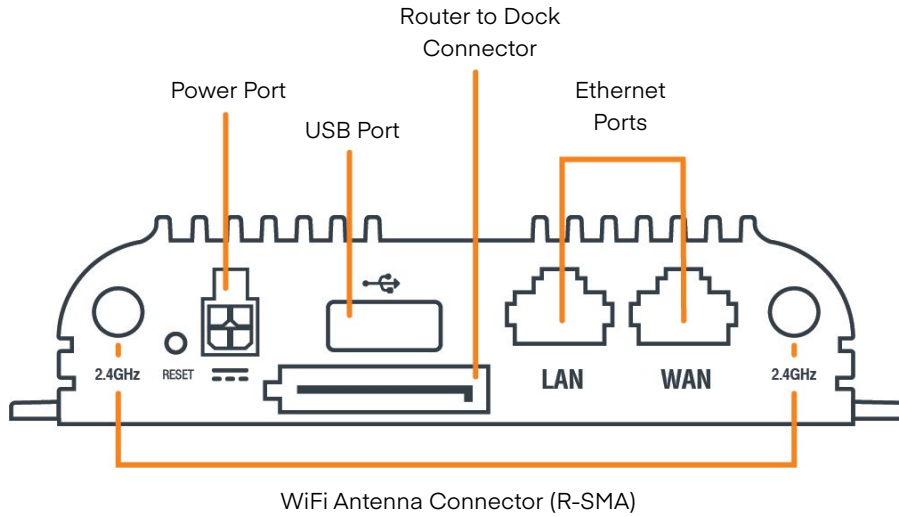 Router to Dock
Connector
Power Port
Ethernet
Ports
USB Port
2.4GHz
RESET
LAN
WAN
2.4GHz
WiFi Antenna Connector (R-SMA)